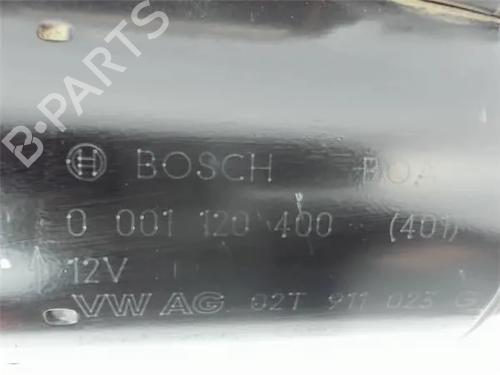 B-PARTS
BOSCH
0 001 120 400 (401)
12V
VW AG 02T 911 023 G